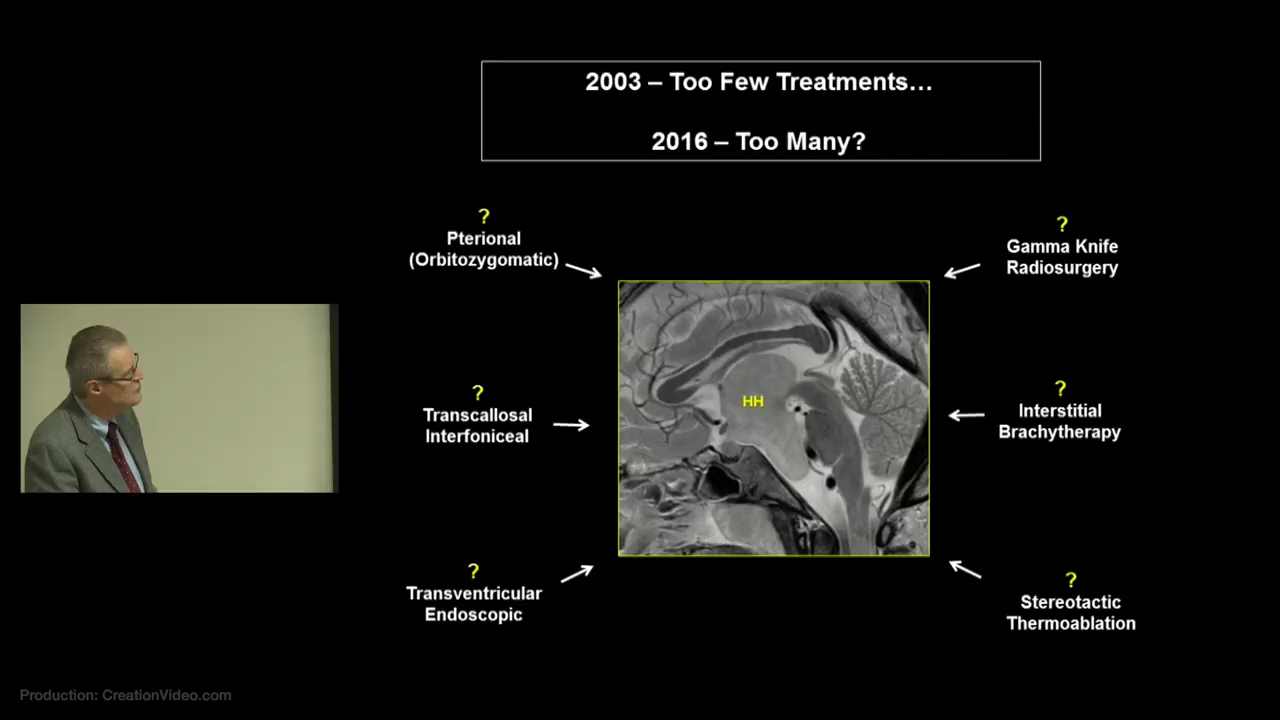 2003 – Too Few Treatments…
2016 – Too Many?
?
Pterional
(Orbitozygomatic)
?
Transcallosal
Interfoniceal
?
Transventricular
Endoscopic
HH
?
Gamma Knife
Radiosurgery
?
Interstitial
Brachytherapy
?
Stereotactic
Thermoablation
Production: CreationVideo.com